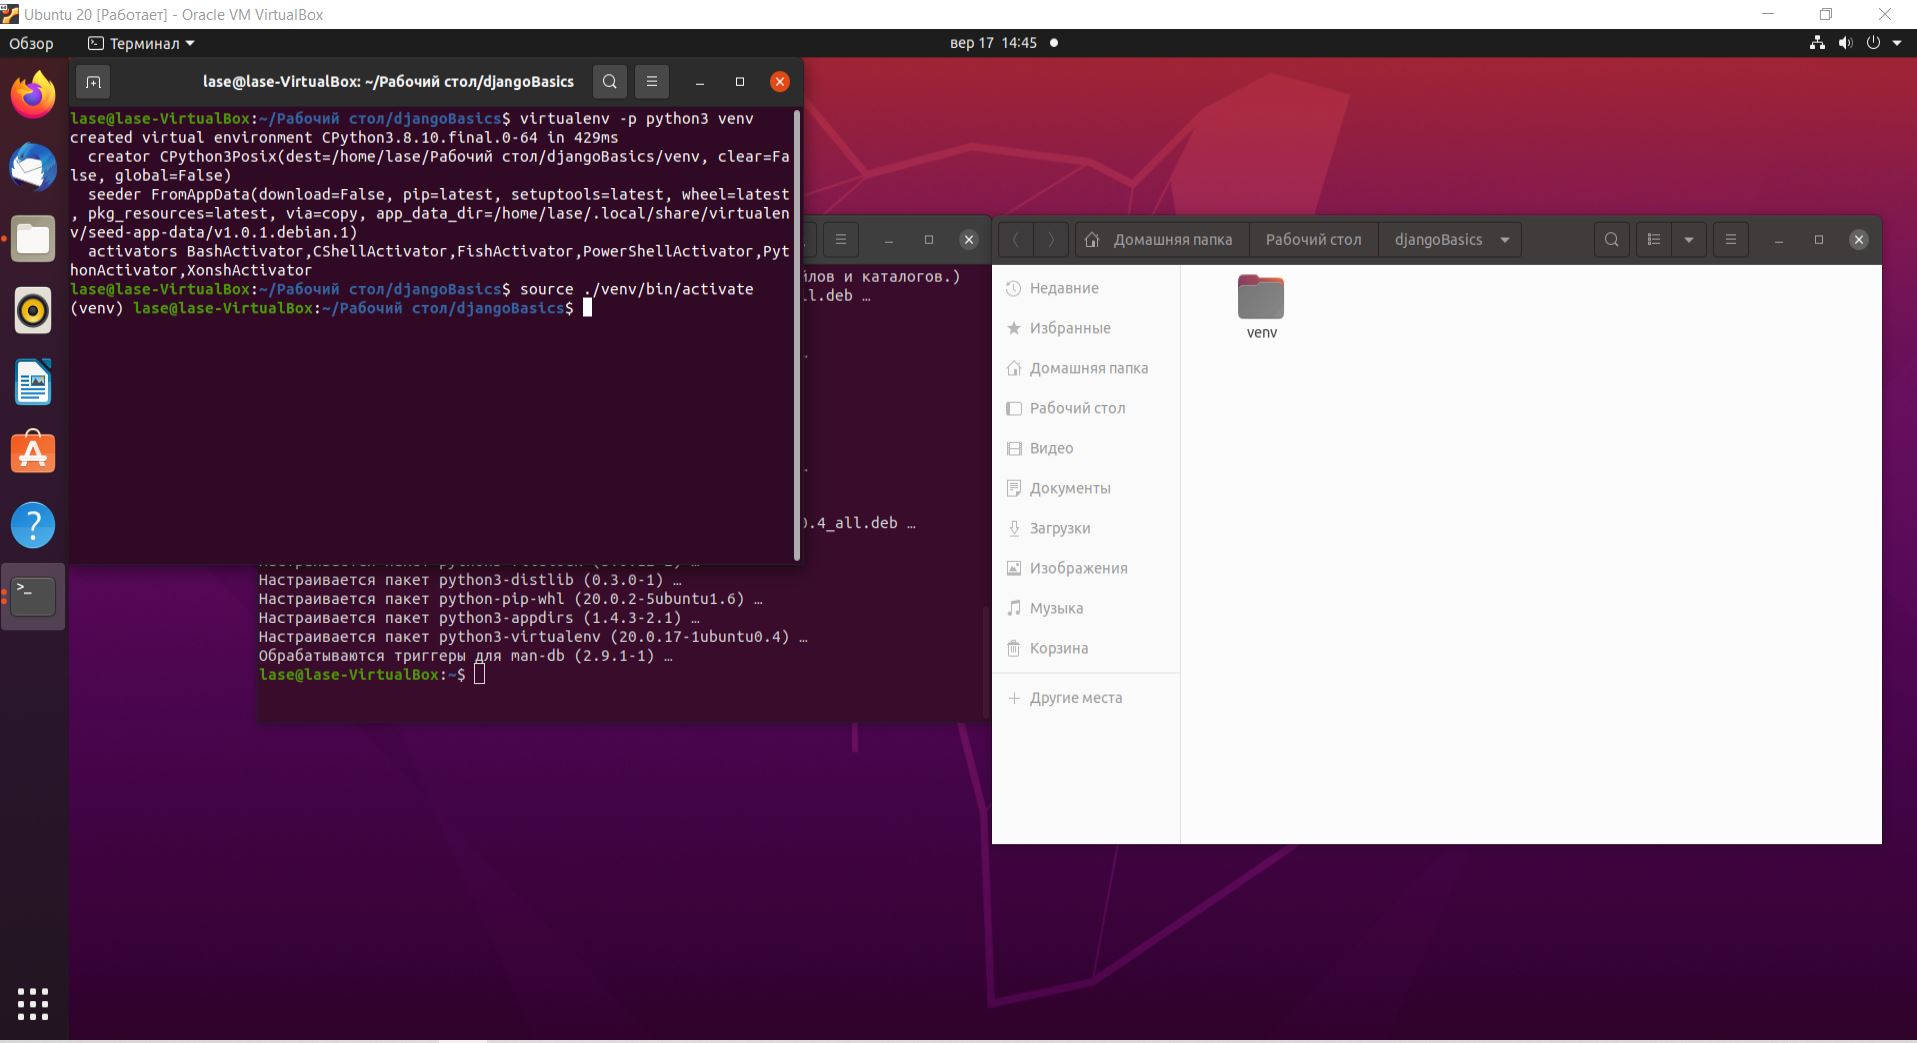 Ubuntu 20 [Работает] - Oracle VM VirtualBox
Обзор
Терминал
вер 17 14:45
lase@lase-VirtualBox: ~/Рабочий стол/djangoBasics
lase@lase-VirtualBox:~/Рабочий стол/djangoBasics$ virtualenv -p python3 venv
created virtual environment CPython3.8.10.final.0-64 in 429ms
creator CPython3Posix(dest=/home/lase/Рабочий стол/djangoBasics/venv, clear=Fa
lse, global=False)
seeder FromAppData(download=False, pip=latest, setuptools=latest, wheel=latest
, pkg_resources=latest, via=copy, app_data_dir=/home/lase/.local/share/virtualen
v/seed-app-data/v1.0.1.debian.1)
activators BashActivator,CShellActivator,FishActivator,PowerShellActivator,Pyt
honActivator,XonshActivator
lase@lase-VirtualBox:~/Рабочий стол/djangoBasics$ source ./venv/bin/activate
(venv) lase@lase-VirtualBox:~/Рабочий стол/djangoBasics$
йлов и каталогов.)
ll.deb …
0.4_all.deb …
Настраивается пакет python3-distlib (0.3.0-1) …
Настраивается пакет python-pip-whl (20.0.2-5ubuntu1.6) …
Настраивается пакет python3-appdirs (1.4.3-2.1) …
Настраивается пакет python3-virtualenv (20.0.17-1ubuntu0.4) …
Обрабатываются триггеры для man-db (2.9.1-1) …
lase@lase-VirtualBox:~$
Домашняя папка
Рабочий стол
djangoBasics
Недавние
Избранные
Домашняя папка
Рабочий стол
Видео
Документы
Загрузки
Изображения
Музыка
Корзина
Другие места
venv